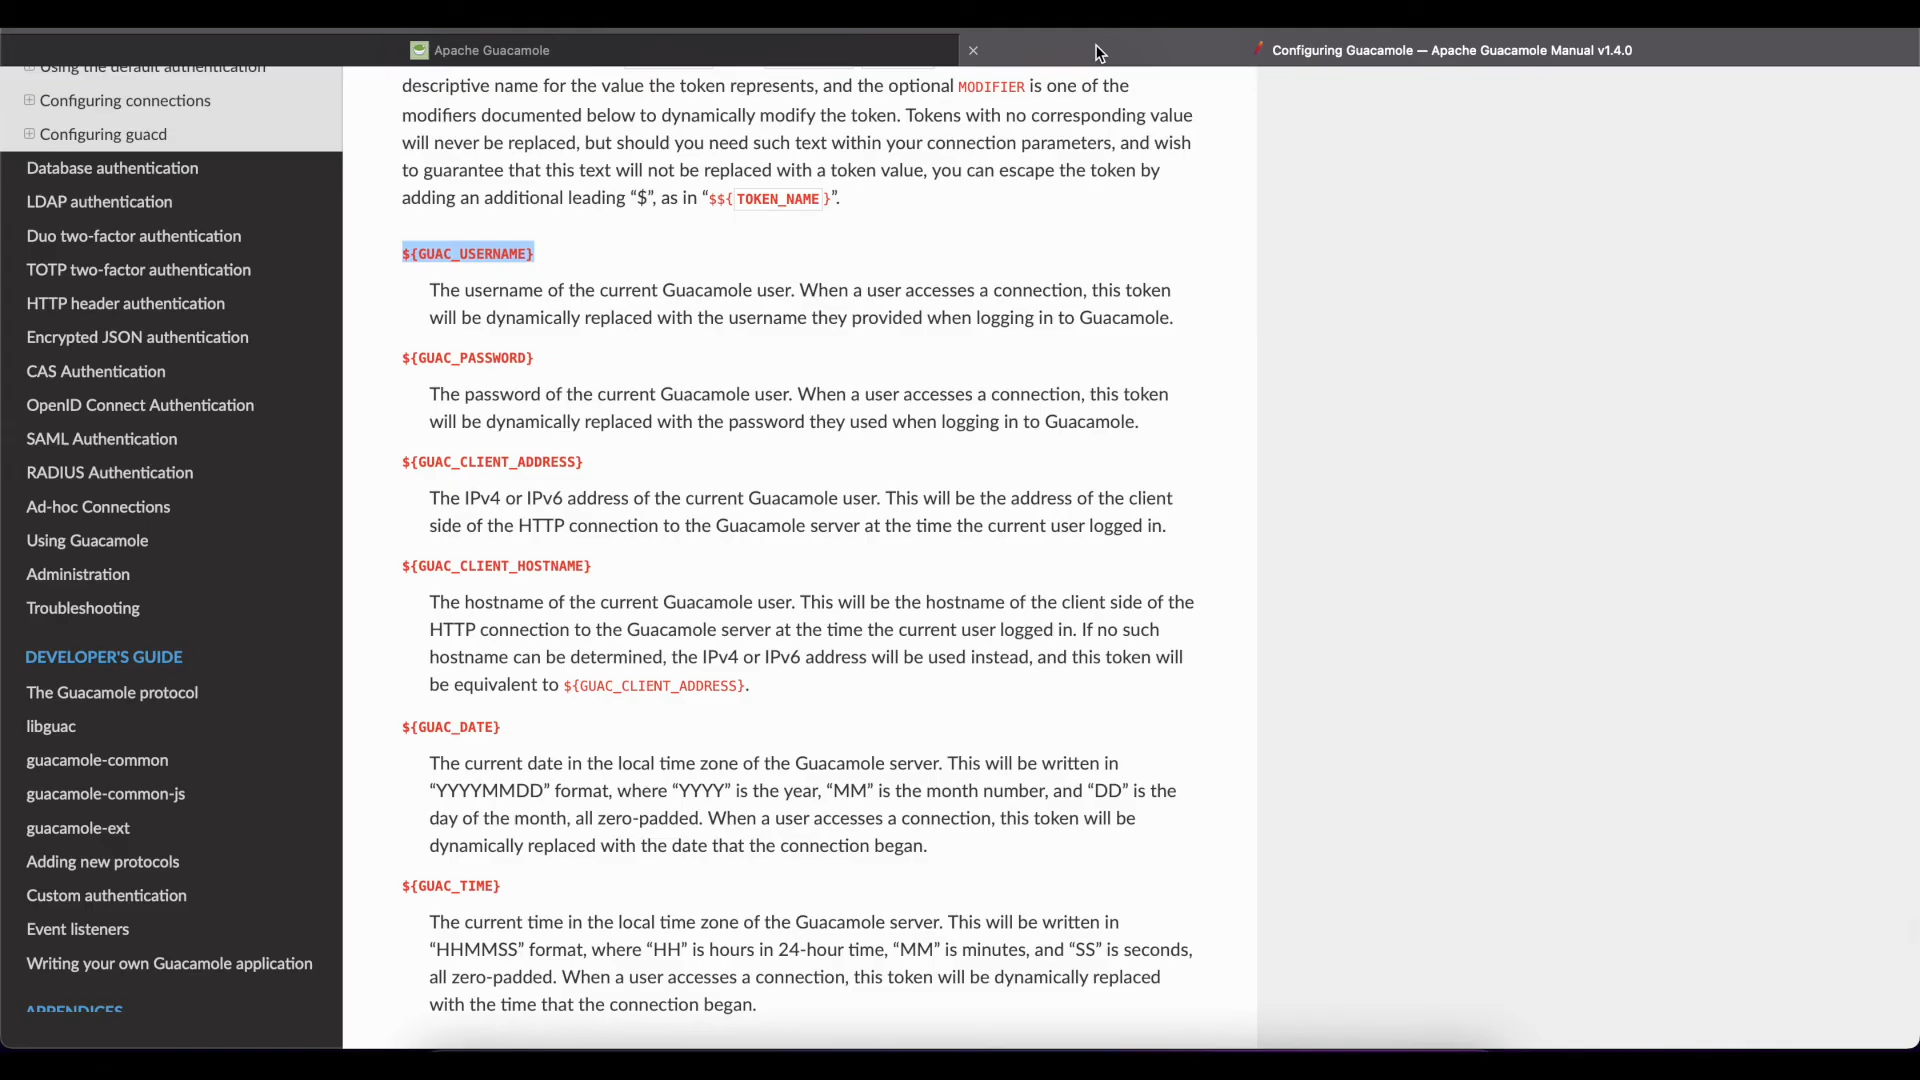 Apache Guacamole
Configuring Guacamole — Apache Guacamole Manual v1.4.0
Using the default authentication
Configuring connections
Configuring guacd
Database authentication
LDAP authentication
Duo two-factor authentication
TOTP two-factor authentication
HTTP header authentication
Encrypted JSON authentication
CAS Authentication
OpenID Connect Authentication
SAML Authentication
RADIUS Authentication
Ad-hoc Connections
Using Guacamole
Administration
Troubleshooting
DEVELOPER'S GUIDE
The Guacamole protocol
libguac
guacamole-common
guacamole-common-js
guacamole-ext
Adding new protocols
Custom authentication
Event listeners
Writing your own Guacamole application
APPENDICES
descriptive name for the value the token represents, and the optional MODIFIER is one of the
modifiers documented below to dynamically modify the token. Tokens with no corresponding value
will never be replaced, but should you need such text within your connection parameters, and wish
to guarantee that this text will not be replaced with a token value, you can escape the token by
adding an additional leading “$”, as in “$${TOKEN_NAME}”.
${GUAC_USERNAME}
The username of the current Guacamole user. When a user accesses a connection, this token
will be dynamically replaced with the username they provided when logging in to Guacamole.
${GUAC_PASSWORD}
The password of the current Guacamole user. When a user accesses a connection, this token
will be dynamically replaced with the password they used when logging in to Guacamole.
${GUAC_CLIENT_ADDRESS}
The IPv4 or IPv6 address of the current Guacamole user. This will be the address of the client
side of the HTTP connection to the Guacamole server at the time the current user logged in.
${GUAC_CLIENT_HOSTNAME}
The hostname of the current Guacamole user. This will be the hostname of the client side of the
HTTP connection to the Guacamole server at the time the current user logged in. If no such
hostname can be determined, the IPv4 or IPv6 address will be used instead, and this token will
be equivalent to ${GUAC_CLIENT_ADDRESS}.
${GUAC_DATE}
The current date in the local time zone of the Guacamole server. This will be written in
“YYYYMMDD” format, where “YYYY” is the year, “MM” is the month number, and “DD” is the
day of the month, all zero-padded. When a user accesses a connection, this token will be
dynamically replaced with the date that the connection began.
${GUAC_TIME}
The current time in the local time zone of the Guacamole server. This will be written in
“HHMMSS” format, where “HH” is hours in 24-hour time, “MM” is minutes, and “SS” is seconds,
all zero-padded. When a user accesses a connection, this token will be dynamically replaced
with the time that the connection began.